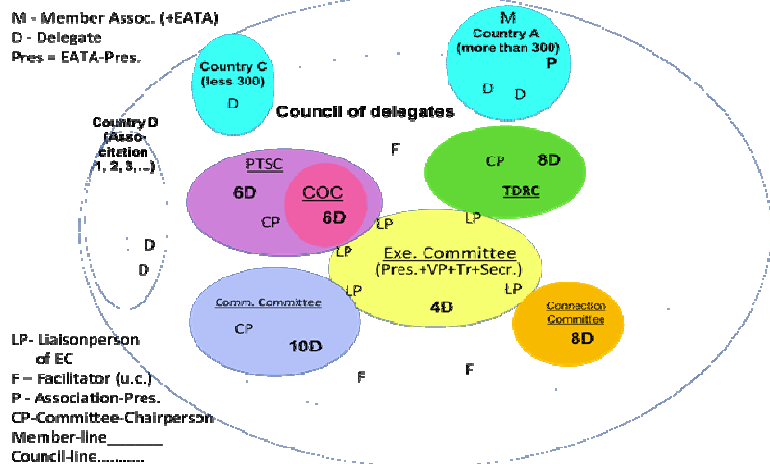 M - Member Assoc. (+EATA)
D - Delegate
Pres = EATA-Pres.
Country C
(less 300)
D
M
Country A
(more than 300)
P
D
D
Council of delegates
Country D
(Asso-
citation
1, 2, 3,...)
D
D
F
PTSC
6D
CP
COC
6D
CP
8D
TDRC
LP
LP
LP
LP
LP
Exe. Committee
(Pres.+VP+Tr+Secr.)
4D
Comm. Committee
CP
10D
Connection
Committee
8D
F
F
LP- Liaisonperson
of EC
F – Facilitator (u.c.)
P - Association-Pres.
CP-Committee-Chairperson
Member-line_______
Council-line...........